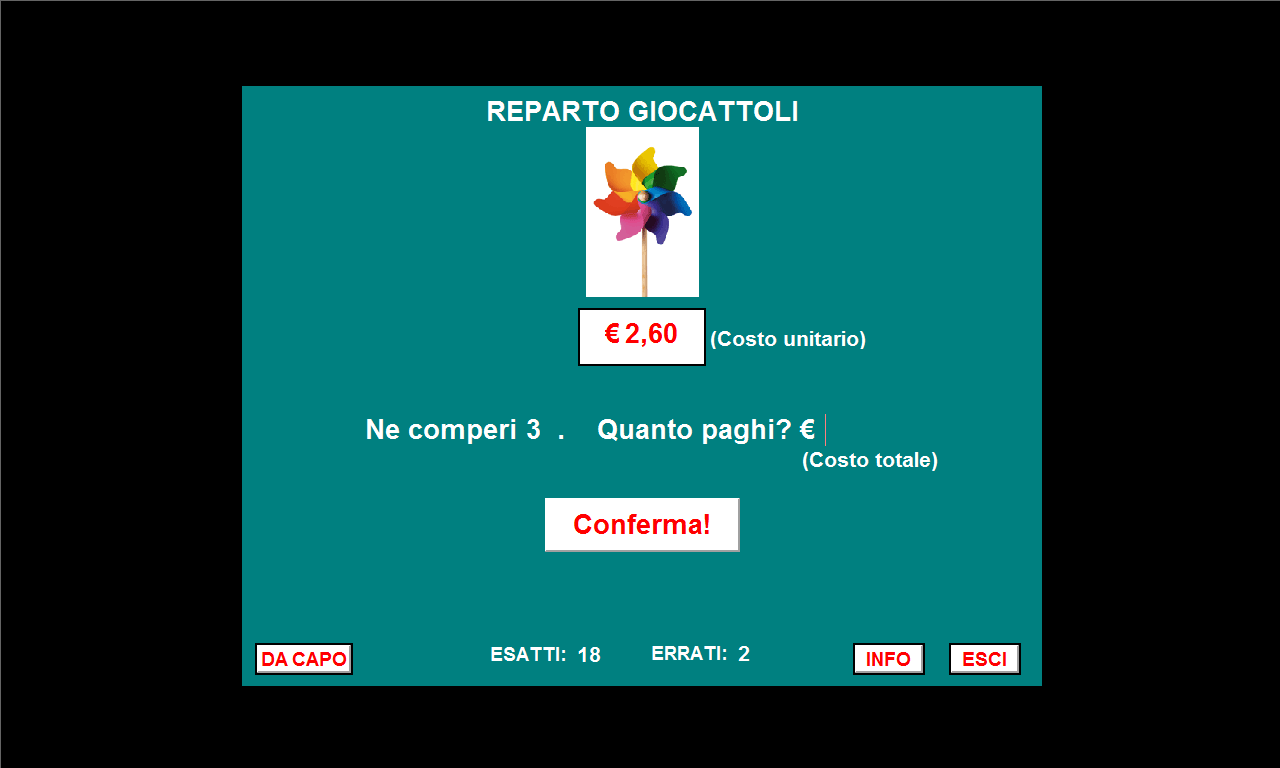 REPARTO GIOCATTOLI
€ 2,60 (Costo unitario)
Ne comperi 3 . Quanto paghi? €
(Costo totale)
Conferma!
DA CAPO ESATTI: 18 ERRATI: 2 INFO ESCI